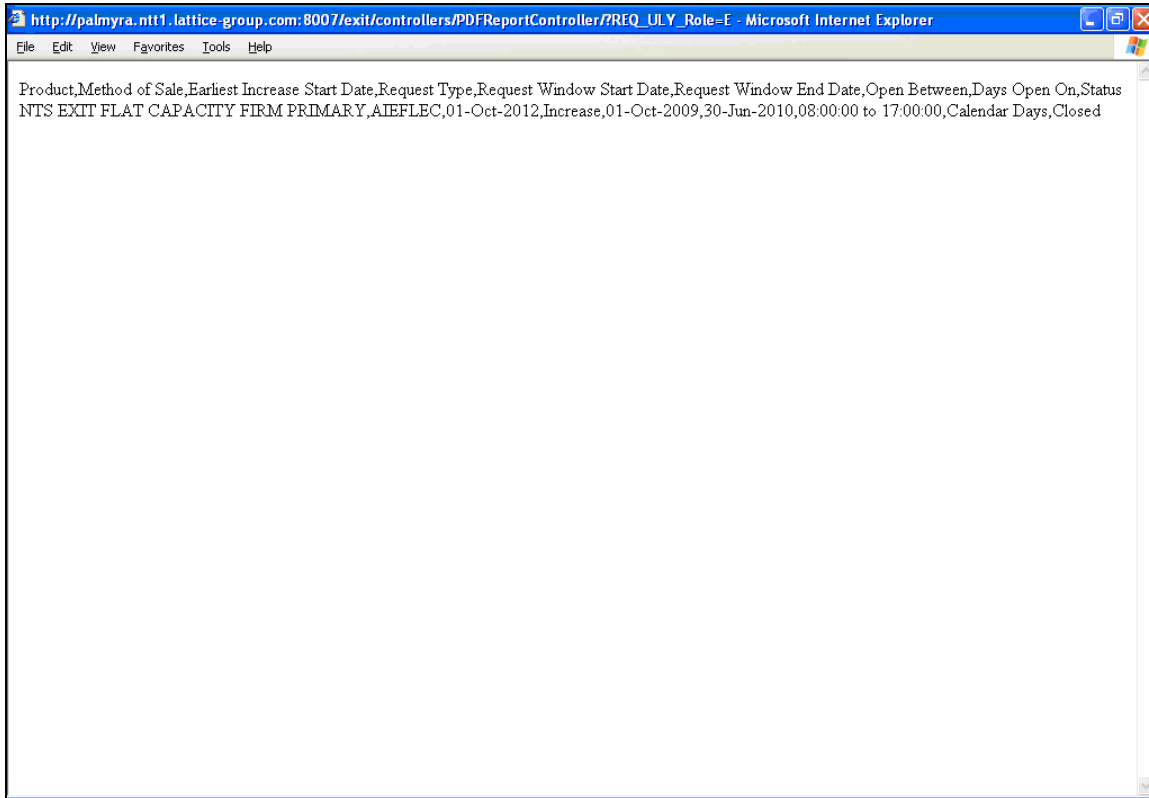 http://palmyra.ntt1.lattice-group.com:8007/exit/controllers/PDFReportController/?REQ_ULY_Role=E - Microsoft Internet Explorer
File Edit View Favorites Tools Help
Product,Method of Sale,Earliest Increase Start Date,Request Type,Request Window Start Date,Request Window End Date,Open Between,Days Open On,Status
NTS EXIT FLAT CAPACITY FIRM PRIMARY,AIEFLEC,01-Oct-2012,Increase,01-Oct-2009,30-Jun-2010,08:00:00 to 17:00:00,Calendar Days,Closed